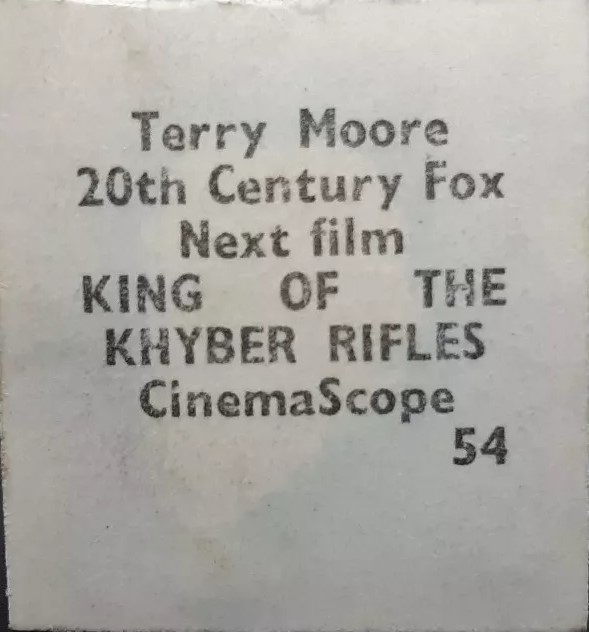 Terry Moore
20th Century Fox
Next film
KING OF THE
KHYBER RIFLES
CinemaScope
54